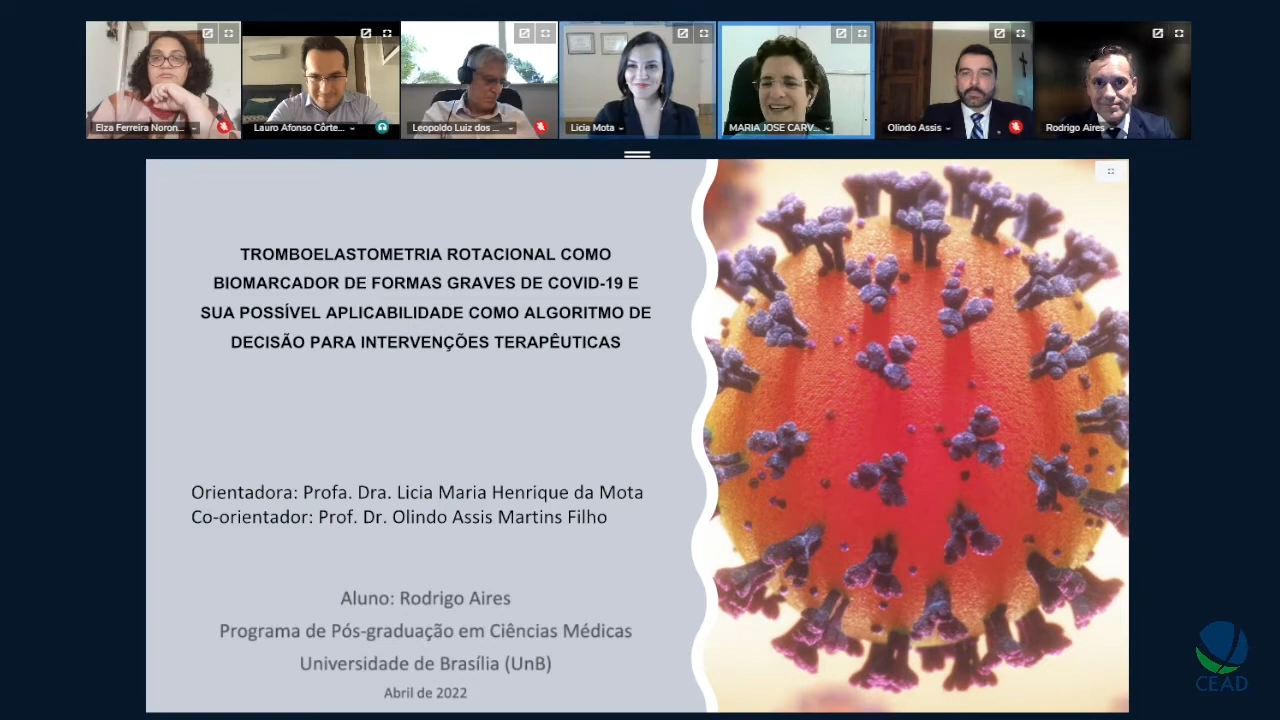 Elza Ferreira Noron...
Lauro Afonso Côrte...
Leopoldo Luiz dos ...
Licia Mota
MARIA JOSE CARV...
Olindo Assis
Rodrigo Aires
TROMBOELASTOMETRIA ROTACIONAL COMO
BIOMARCADOR DE FORMAS GRAVES DE COVID-19 E
SUA POSSÍVEL APLICABILIDADE COMO ALGORITMO DE
DECISÃO PARA INTERVENÇÕES TERAPÊUTICAS
Orientadora: Profa. Dra. Licia Maria Henrique da Mota
Co-orientador: Prof. Dr. Olindo Assis Martins Filho
Aluno: Rodrigo Aires
Programa de Pós-graduação em Ciências Médicas
Universidade de Brasília (UnB)
Abril de 2022
CEAD